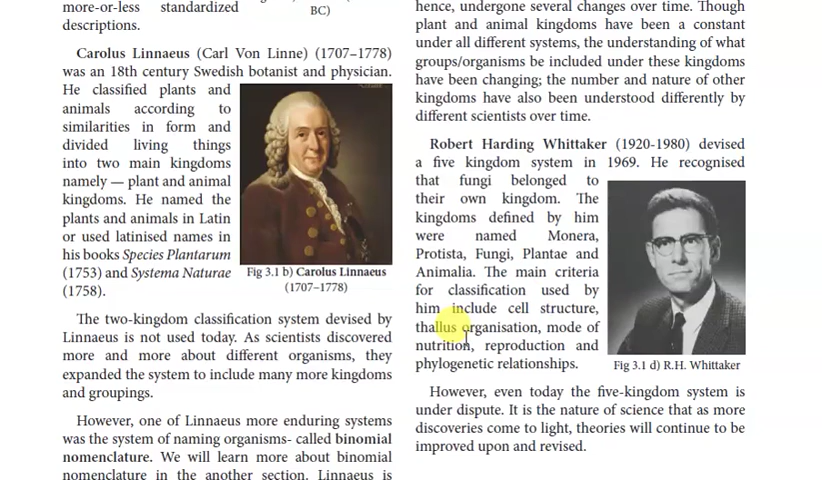 more-or-less standardized
descriptions.
BC)
Carolus Linnaeus (Carl Von Linne) (1707–1778)
was an 18th century Swedish botanist and physician.
He classified plants and
animals according to
similarities in form and
divided living things
into two main kingdoms
namely — plant and animal
kingdoms. He named the
plants and animals in Latin
or used latinised names in
his books Species Plantarum
(1753) and Systema Naturae
(1758).
Fig 3.1 b) Carolus Linnaeus
(1707–1778)
The two-kingdom classification system devised by
Linnaeus is not used today. As scientists discovered
more and more about different organisms, they
expanded the system to include many more kingdoms
and groupings.
However, one of Linnaeus more enduring systems
was the system of naming organisms- called binomial
nomenclature. We will learn more about binomial
nomenclature in the another section. Linnaeus is
hence, undergone several changes over time. Though
plant and animal kingdoms have been a constant
under all different systems, the understanding of what
groups/organisms be included under these kingdoms
have been changing; the number and nature of other
kingdoms have also been understood differently by
different scientists over time.
Robert Harding Whittaker (1920-1980) devised
a five kingdom system in 1969. He recognised
that fungi belonged to
their own kingdom. The
kingdoms defined by him
were named Monera,
Protista, Fungi, Plantae and
Animalia. The main criteria
for classification used by
him include cell structure,
thallus organisation, mode of
nutrition, reproduction and
phylogenetic relationships.
Fig 3.1 d) R.H. Whittaker
However, even today the five-kingdom system is
under dispute. It is the nature of science that as more
discoveries come to light, theories will continue to be
improved upon and revised.